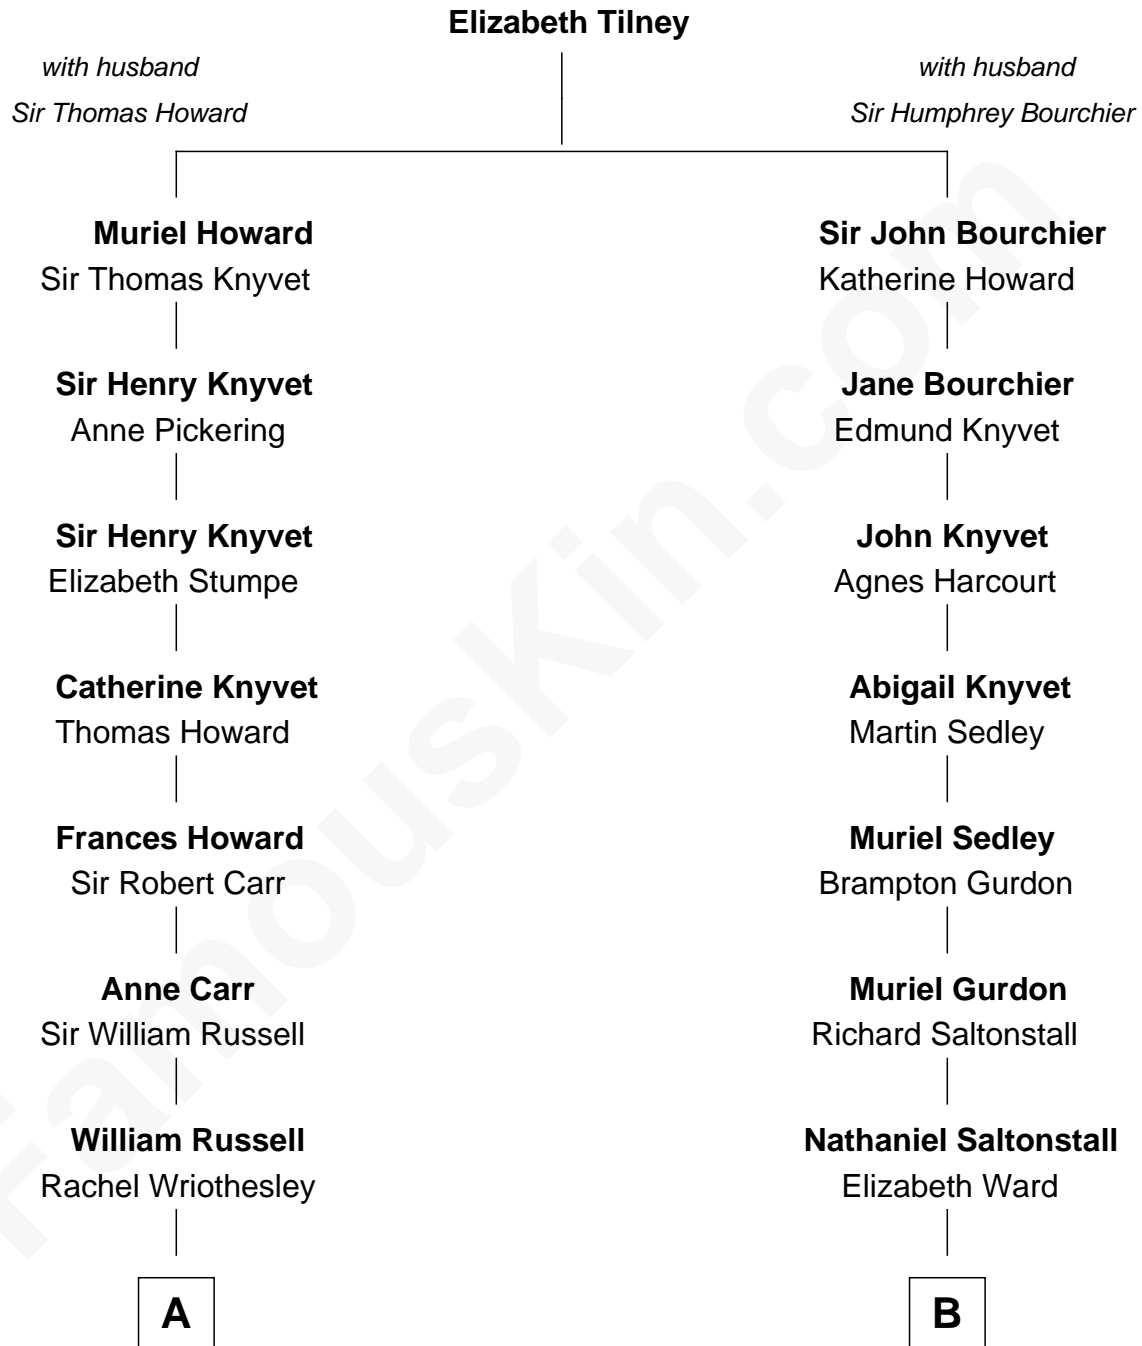 Elizabeth Tilney
with husband
Sir Thomas Howard
with husband
Sir Humphrey Bourchier
Muriel Howard
Sir Thomas Knyvet
Sir John Bourchier
Katherine Howard
Sir Henry Knyvet
Anne Pickering
Jane Bourchier
Edmund Knyvet
Sir Henry Knyvet
Elizabeth Stumpe
John Knyvet
Agnes Harcourt
Catherine Knyvet
Thomas Howard
Abigail Knyvet
Martin Sedley
Frances Howard
Sir Robert Carr
Muriel Sedley
Brampton Gurdon
Anne Carr
Sir William Russell
Muriel Gurdon
Richard Saltonstall
William Russell
Rachel Wriothesley
Nathaniel Saltonstall
Elizabeth Ward
A
B
FamousKin.com